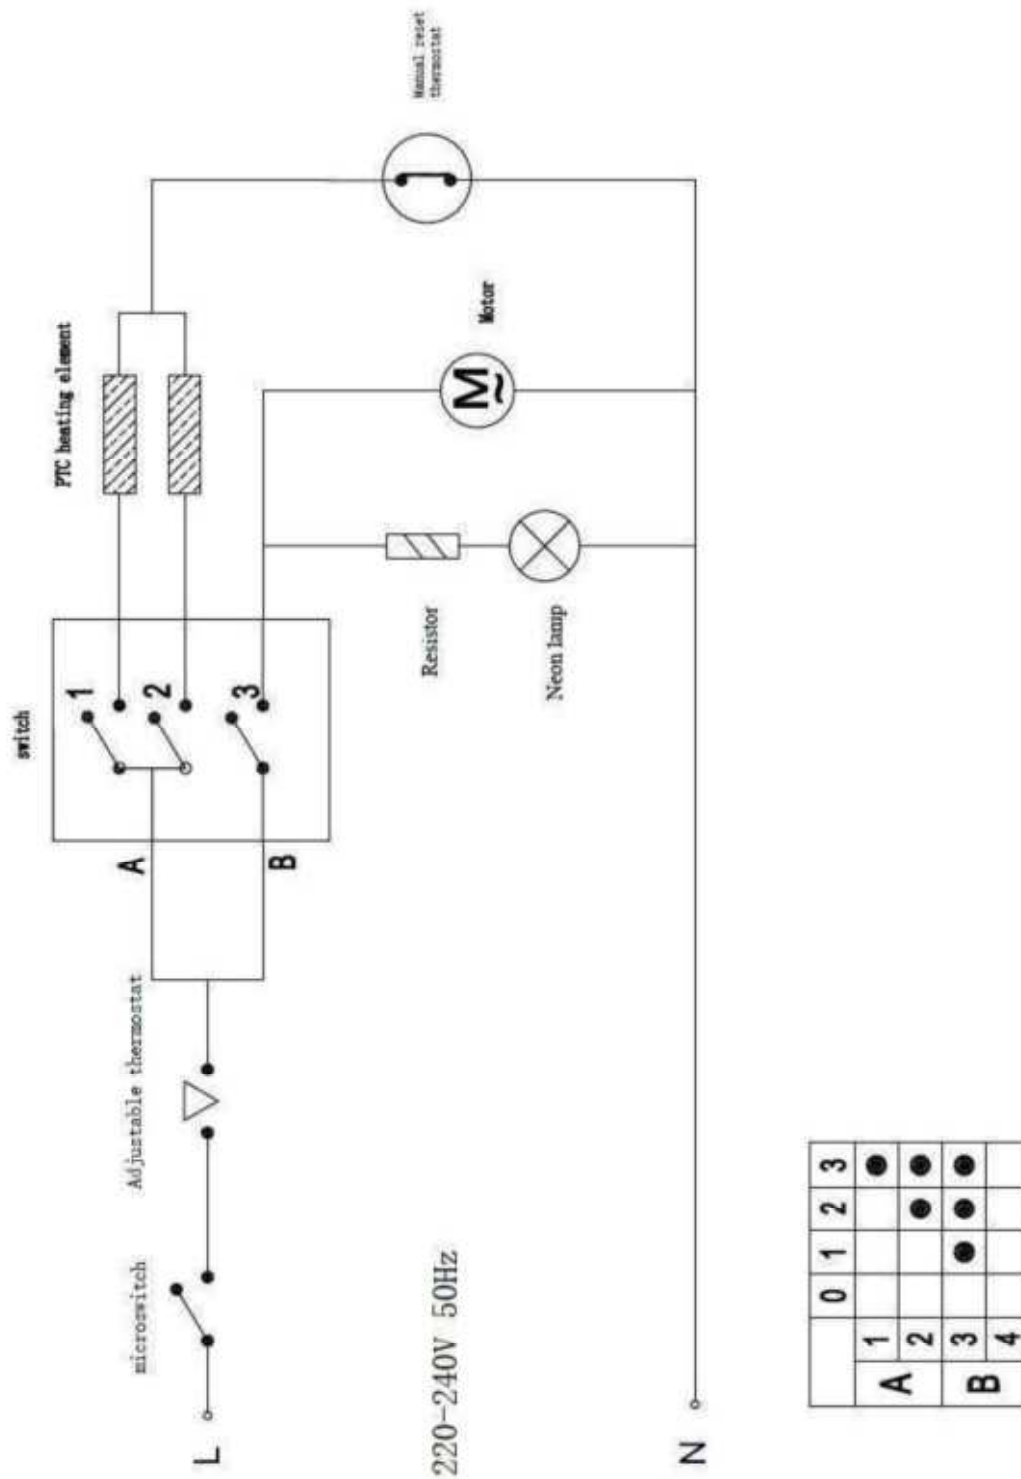 switch
PTC heating element
Manual reset
thermostat
1
2
3
A
B
Motor
M
~
Resistor
Neon lamp
Adjustable thermostat
microswitch
L
220-240V 50Hz
N
0 1 2 3
A 1
2
B 3
4